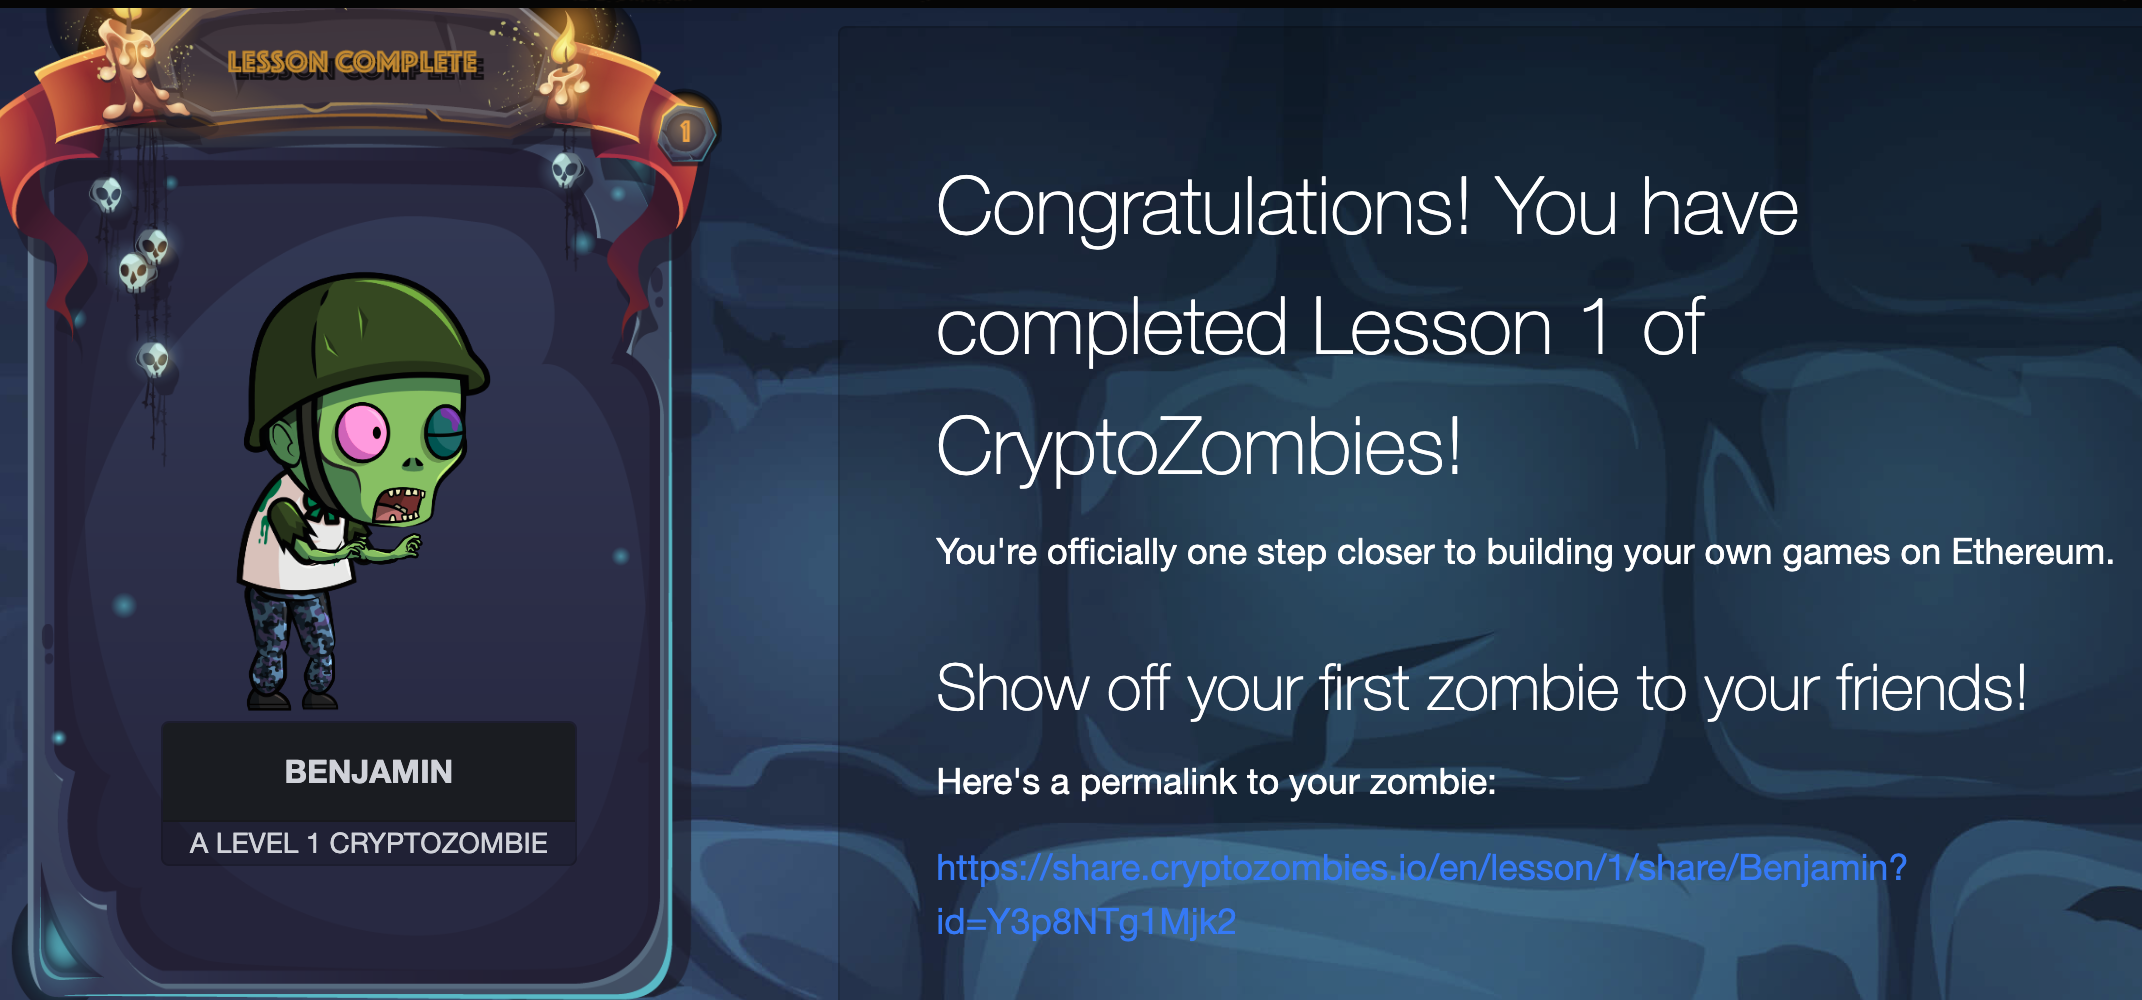 LESSON COMPLETE
1
BENJAMIN
A LEVEL 1 CRYPTOZOMBIE
Congratulations! You have
completed Lesson 1 of
CryptoZombies!
You're officially one step closer to building your own games on Ethereum.
Show off your first zombie to your friends!
Here's a permalink to your zombie:
https://share.cryptozombies.io/en/lesson/1/share/Benjamin?
id=Y3p8NTg1Mjk2